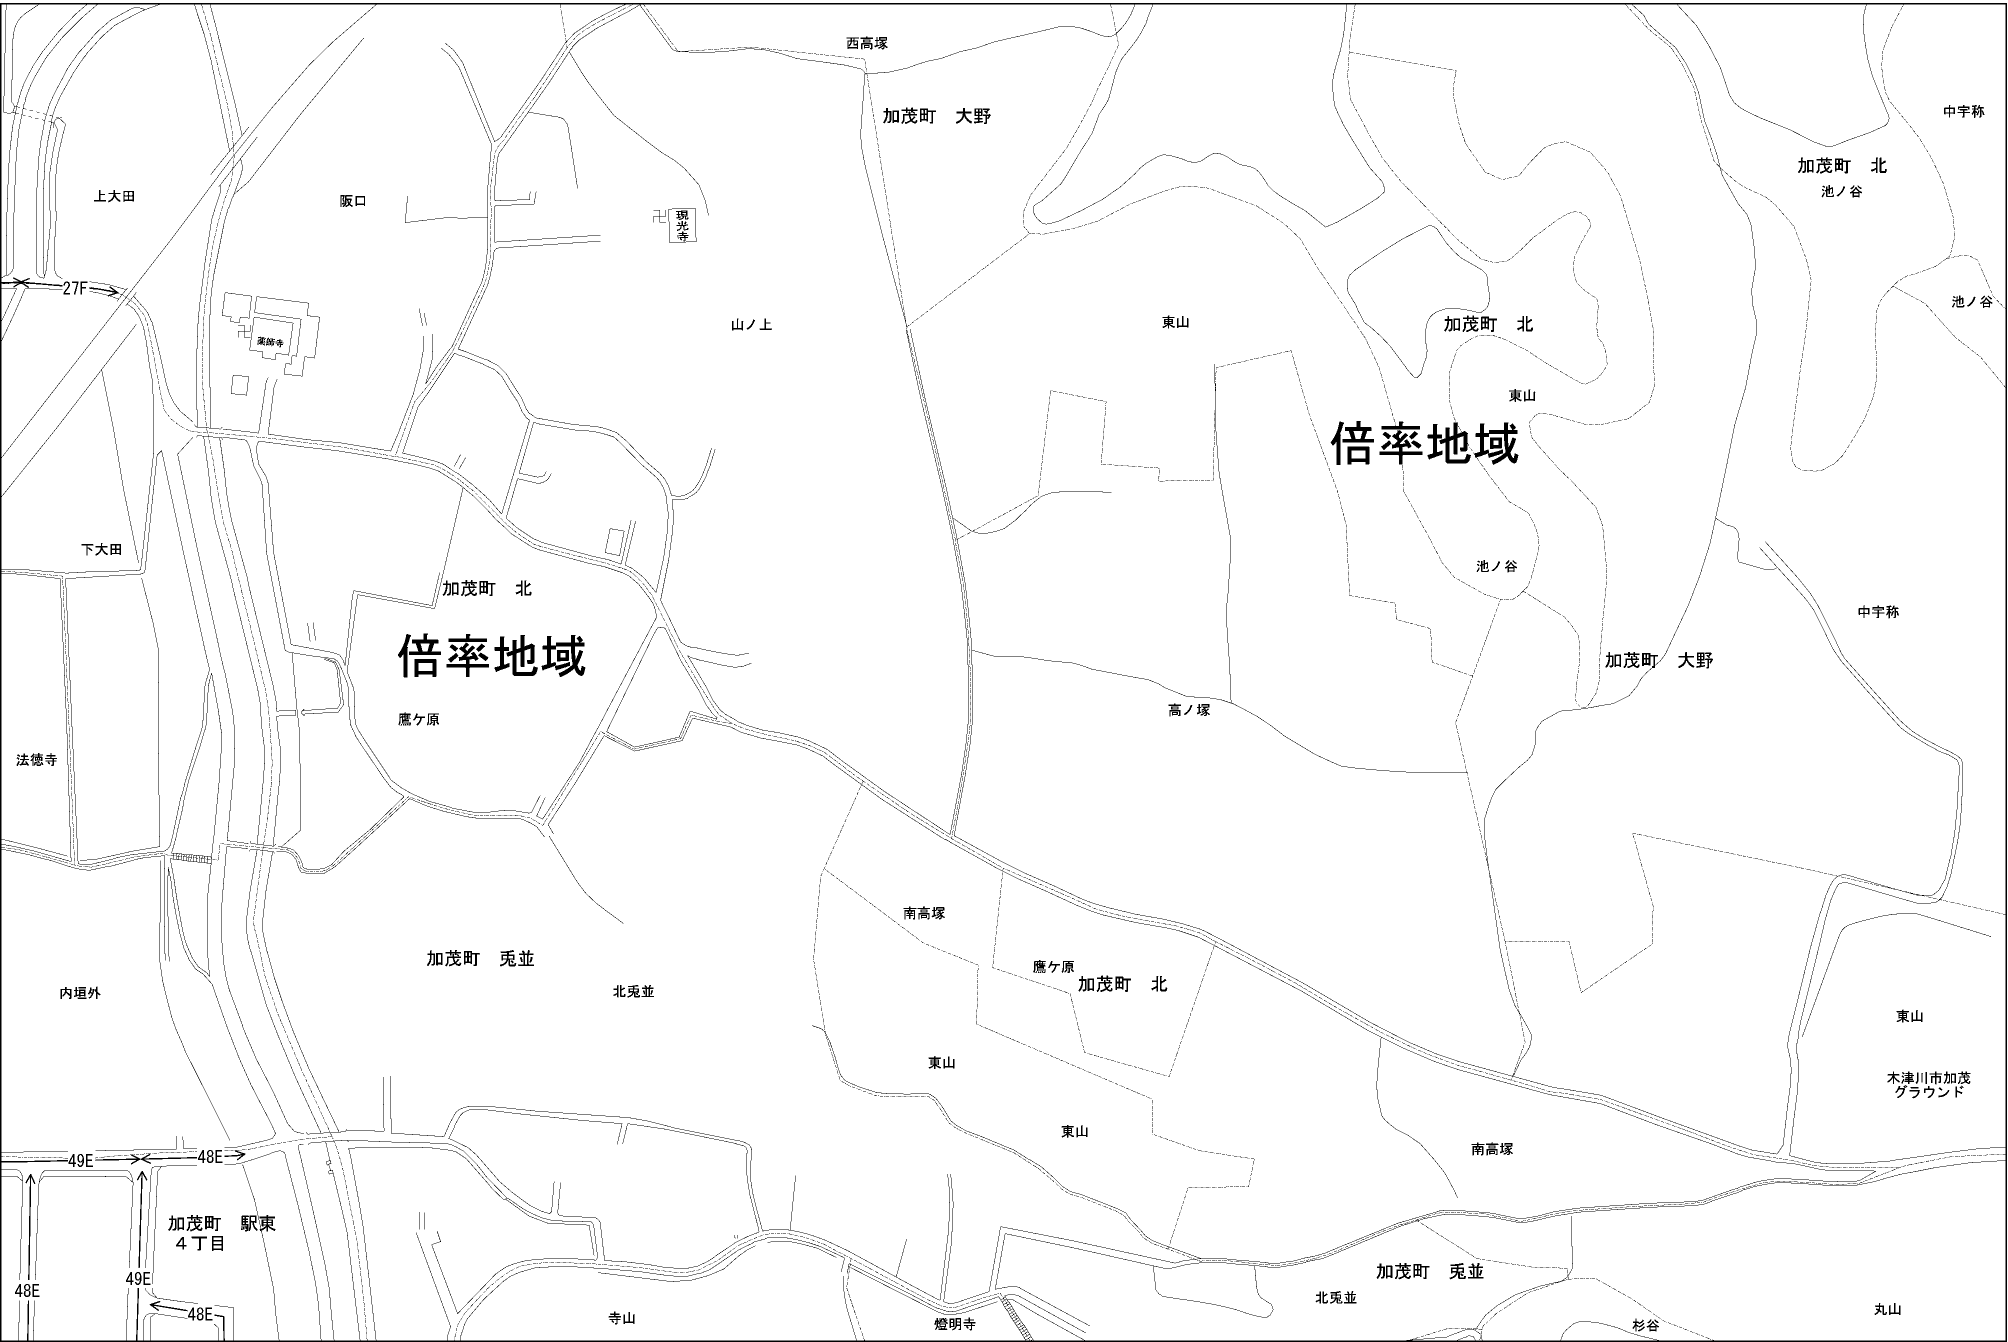 西高塚
加茂町　大野
中宇称
加茂町　北
池ノ谷
上大田
阪口
現光寺
27F
薬師寺
山ノ上
東山
加茂町　北
池ノ谷
東山
倍率地域
下大田
加茂町　北
池ノ谷
中宇称
倍率地域
加茂町　大野
鷹ケ原
高ノ塚
法徳寺
南高塚
加茂町　兎並
鷹ケ原
加茂町　北
内垣外
北兎並
東山
東山
木津川市加茂
グラウンド
東山
南高塚
49E
48E
加茂町　駅東
４丁目
48E
49E
48E
加茂町　兎並
北兎並
寺山
燈明寺
杉谷
丸山